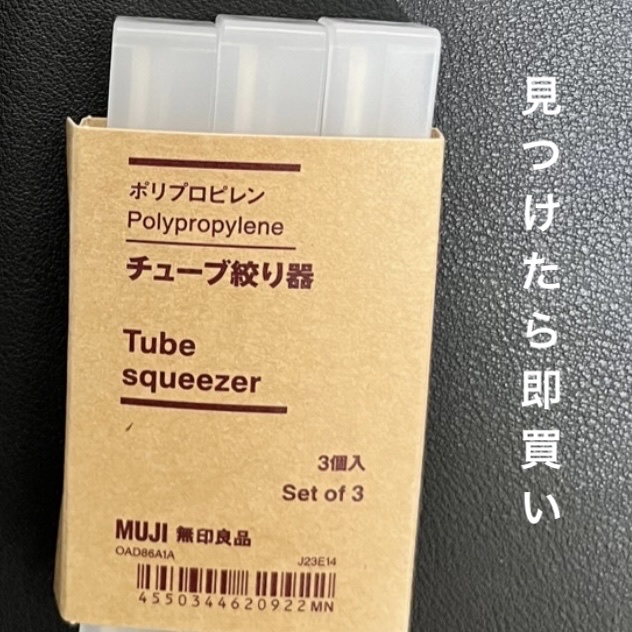 ポリプロピレン
Polypropylene
チューブ絞り器
Tube
squeezer
3個入
Set of 3
MUJI 無印良品
OAD86A1A
J23E14
4550344620922MN
見つけたら即買い